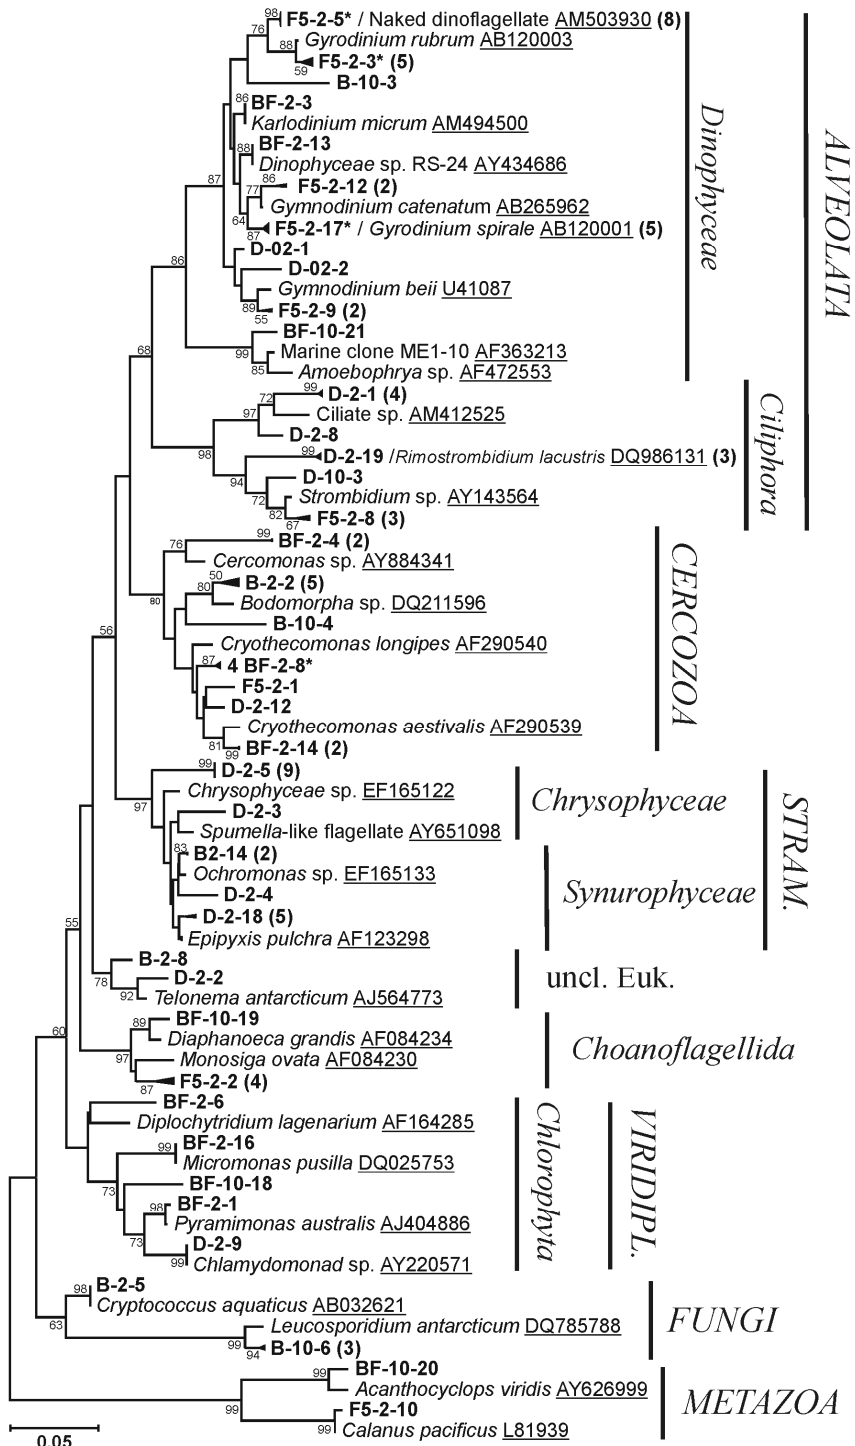 98 F5-2-5* / Naked dinoflagellate AM503930 (8)
76
88 Gyrodinium rubrum AB120003
F5-2-3* (5)
59
B-10-3
86 BF-2-3
Karlodinium micrum AM494500
BF-2-13
88
Dinophyceae sp. RS-24 AY434686
87
86 F5-2-12 (2)
77
Gymnodinium catenatum AB265962
64
F5-2-17* / Gyrodinium spirale AB120001 (5)
87
D-02-1
86
D-02-2
Gymnodinium beii U41087
89
F5-2-9 (2)
55
BF-10-21
99
Marine clone ME1-10 AF363213
85
Amoebophrya sp. AF472553
Dinophyceae
ALVEOLATA
68
99 D-2-1 (4)
72
97
Ciliate sp. AM412525
D-2-8
98
99 D-2-19 /Rimostrombidium lacustris DQ986131 (3)
94
D-10-3
72
Strombidium sp. AY143564
82
F5-2-8 (3)
67
Ciliphora
99 BF-2-4 (2)
76
Cercomonas sp. AY884341
50
B-2-2 (5)
80
80
Bodomorpha sp. DQ211596
B-10-4
56
Cryothecomonas longipes AF290540
87 4 BF-2-8*
F5-2-1
D-2-12
Cryothecomonas aestivalis AF290539
81
BF-2-14 (2)
99
CERCOZOA
99 D-2-5 (9)
97
Chrysophyceae sp. EF165122
D-2-3
Spumella-like flagellate AY651098
Chrysophyceae
83 B2-14 (2)
Ochromonas sp. EF165133
D-2-4
D-2-18 (5)
Epipyxis pulchra AF123298
Synurophyceae
STRAM.
55
B-2-8
78
D-2-2
92
Telonema antarcticum AJ564773
uncl. Euk.
60
BF-10-19
89
Diaphanoeca grandis AF084234
97
Monosiga ovata AF084230
F5-2-2 (4)
87
Choanoflagellida
BF-2-6
Diplochytridium lagenarium AF164285
BF-2-16
99
Micromonas pusilla DQ025753
73
BF-10-18
BF-2-1
98
Pyramimonas australis AJ404886
73
D-2-9
99
Chlamydomonad sp. AY220571
Chlorophyta
VIRIDIPL.
B-2-5
98
Cryptococcus aquaticus AB032621
63
Leucosporidium antarcticum DQ785788
99
B-10-6 (3)
94
FUNGI
BF-10-20
99
Acanthocyclops viridis AY626999
99
F5-2-10
99
Calanus pacificus L81939
METAZOA
0.05